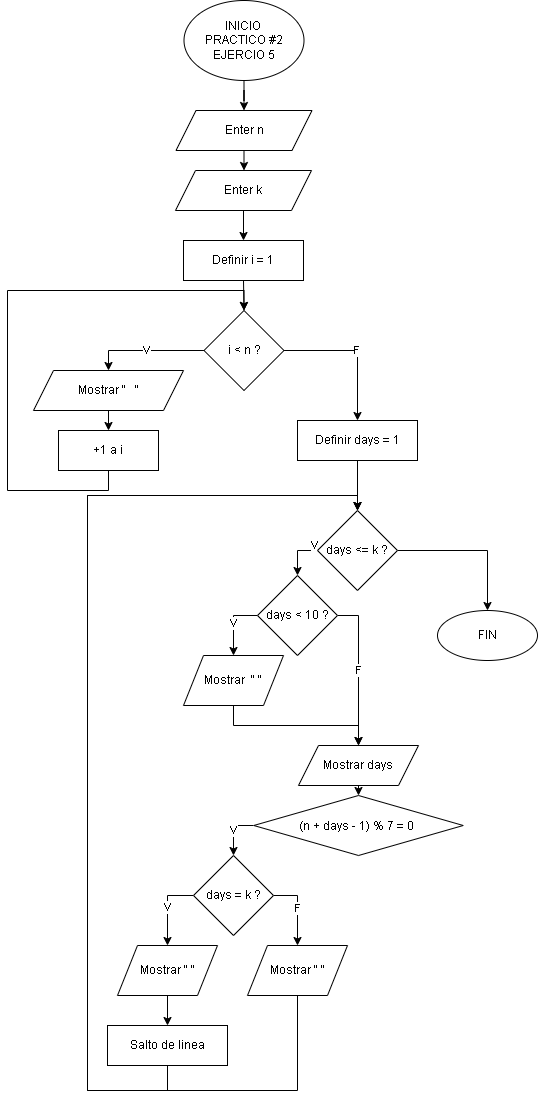 INICIO
PRACTICO #2
EJERCIO 5
Enter n
Enter k
Definir i = 1
i < n ?
V
F
Mostrar "   "
+1 a i
Definir days = 1
days <= k ?
V
days < 10 ?
FIN
V
F
Mostrar " "
Mostrar days
(n + days - 1) % 7 = 0
V
days = k ?
V
F
Mostrar " "
Mostrar " "
Salto de linea